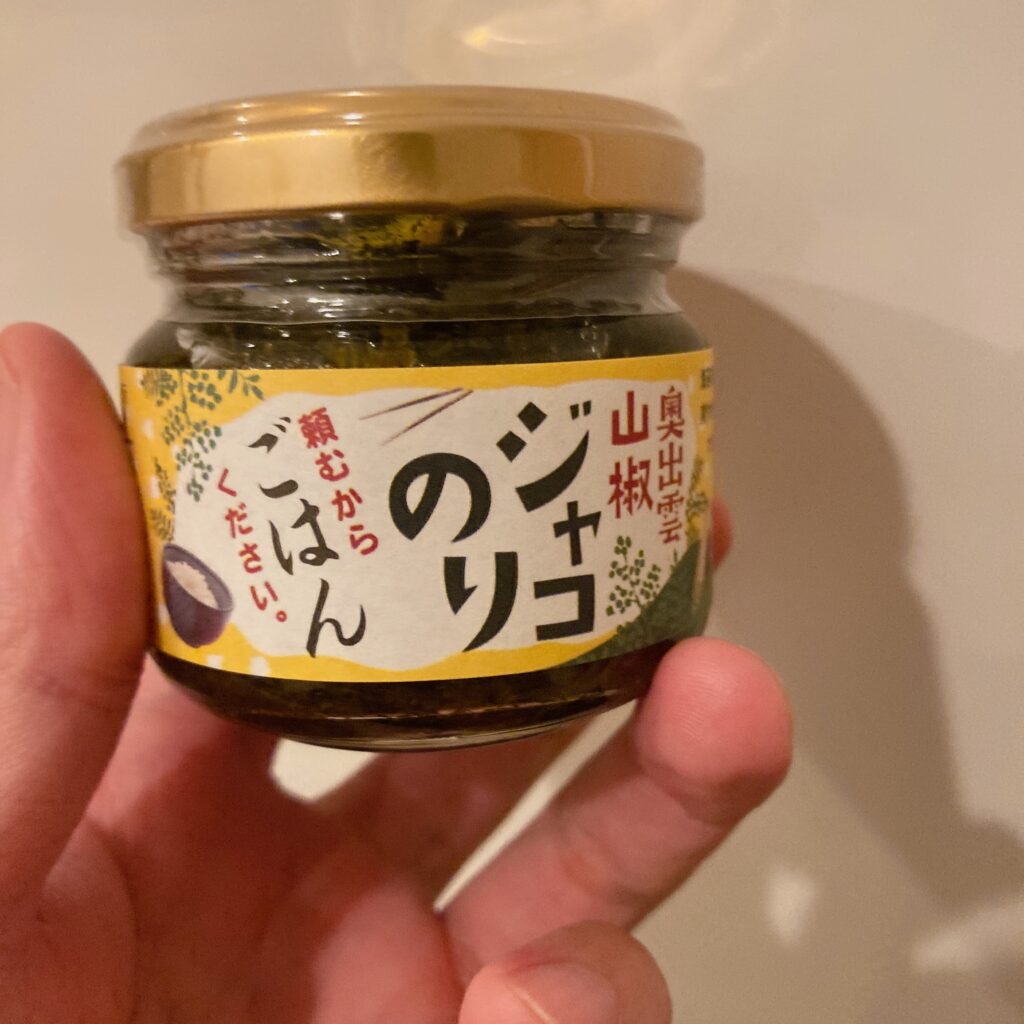 奥出雲
山椒
ジャコ
のり
頼むから
ごはん
ください。